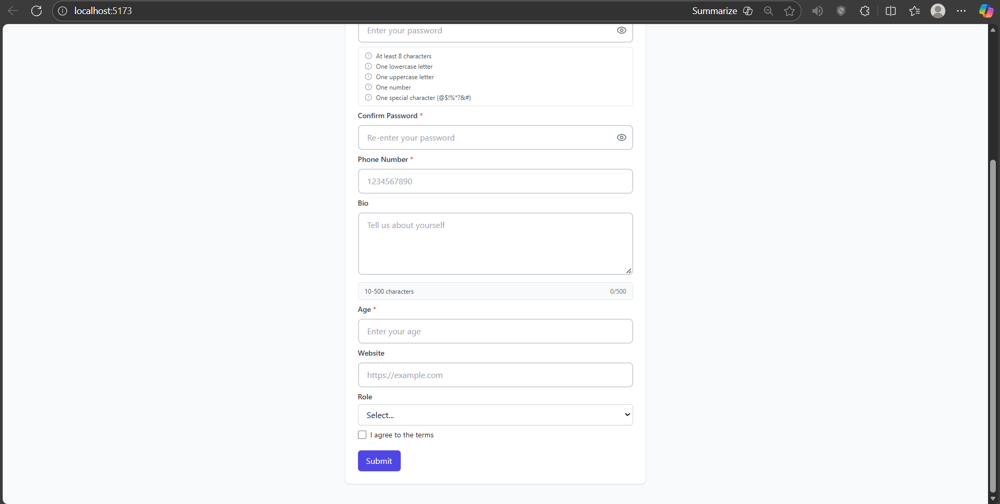 localhost:5173
Summarize
Enter your password
At least 8 characters
One lowercase letter
One uppercase letter
One number
One special character (@$!%*?&#)
Confirm Password *
Re-enter your password
Phone Number *
1234567890
Bio
Tell us about yourself
10-500 characters 0/500
Age *
Enter your age
Website
https://example.com
Role
Select...
I agree to the terms
Submit